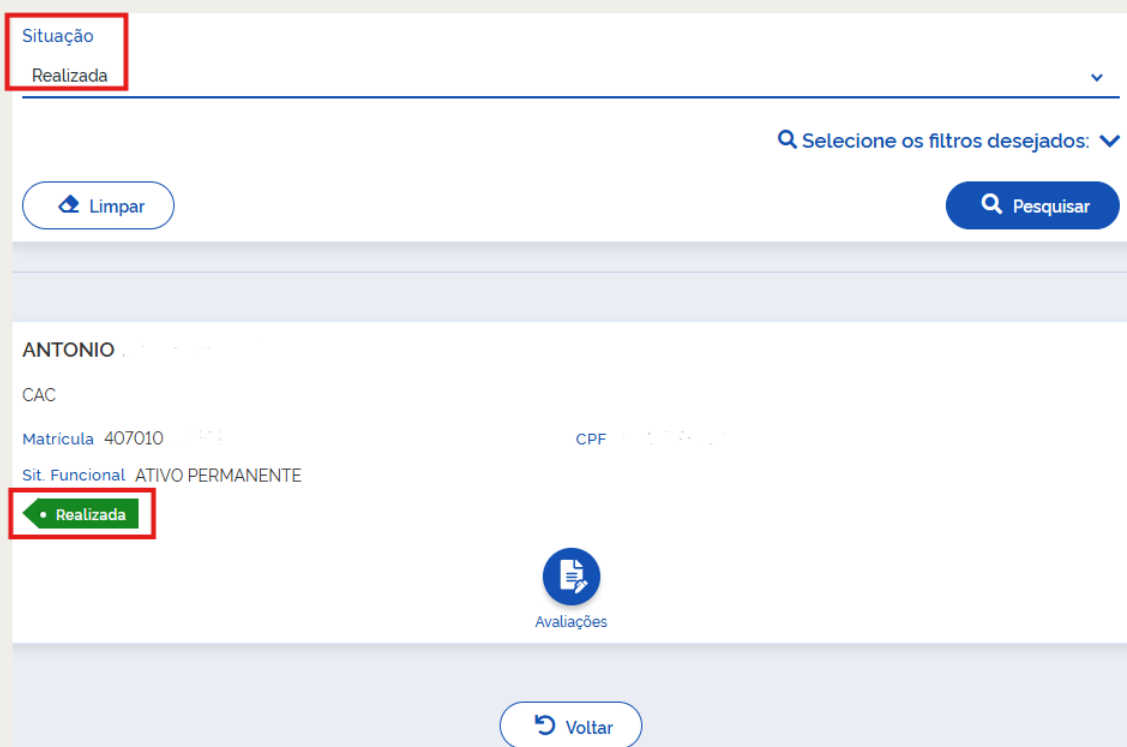 Situação
Realizada
Selecione os filtros desejados:
Limpar
Pesquisar
ANTONIO
CAC
Matrícula 407010 CPF
Sit. Funcional ATIVO PERMANENTE
Realizada
Avaliações
Voltar